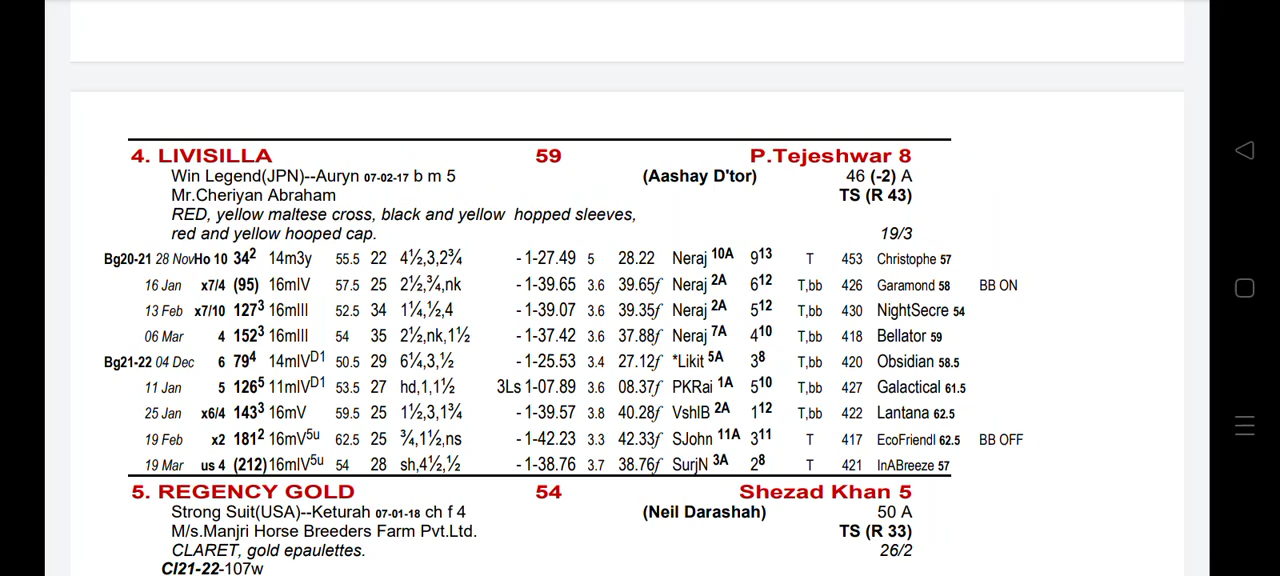 4. LIVISILLA 59 P.Tejeshwar 8
Win Legend(JPN)--Auryn 07-02-17 b m 5 (Aashay D'tor) 46 (-2) A
Mr.Cheriyan Abraham TS (R 43)
RED, yellow maltese cross, black and yellow hopped sleeves,
red and yellow hooped cap. 19/3
Bg20-21 28 Nov Ho 10 34² 14m3y 55.5 22 4½,3,2¾ - 1-27.49 5 28.22 Neraj 10A 9¹³ T 453 Christophe 57
16 Jan x7/4 (95) 16mIV 57.5 25 2½,¾,nk - 1-39.65 3.6 39.65f Neraj 2A 6¹² T,bb 426 Garamond 58 BB ON
13 Feb x7/10 127³ 16mIII 52.5 34 1¼,½,4 - 1-39.07 3.6 39.35f Neraj 2A 5¹² T,bb 430 NightSecre 54
06 Mar 4 152³ 16mIII 54 35 2½,nk,1½ - 1-37.42 3.6 37.88f Neraj 7A 4¹⁰ T,bb 418 Bellator 59
Bg21-22 04 Dec 6 79⁴ 14mIVD1 50.5 29 6¼,3,½ - 1-25.53 3.4 27.12f *Likit 5A 3⁸ T,bb 420 Obsidian 58.5
11 Jan 5 126⁵ 11mIVD1 53.5 27 hd,1,1½ 3Ls 1-07.89 3.6 08.37f PKRai 1A 5¹⁰ T,bb 427 Galactical 61.5
25 Jan x6/4 143³ 16mV 59.5 25 1½,3,1¾ - 1-39.57 3.8 40.28f VshlB 2A 1¹² T,bb 422 Lantana 62.5
19 Feb x2 181² 16mV5u 62.5 25 ¾,1½,ns - 1-42.23 3.3 42.33f SJohn 11A 3¹¹ T 417 EcoFriendl 62.5 BB OFF
19 Mar us 4 (212) 16mIV5u 54 28 sh,4½,½ - 1-38.76 3.7 38.76f SurjN 3A 2⁸ T 421 InABreeze 57
5. REGENCY GOLD 54 Shezad Khan 5
Strong Suit(USA)--Keturah 07-01-18 ch f 4 (Neil Darashah) 50 A
M/s.Manjri Horse Breeders Farm Pvt.Ltd. TS (R 33)
CLARET, gold epaulettes. 26/2
CI21-22-107w